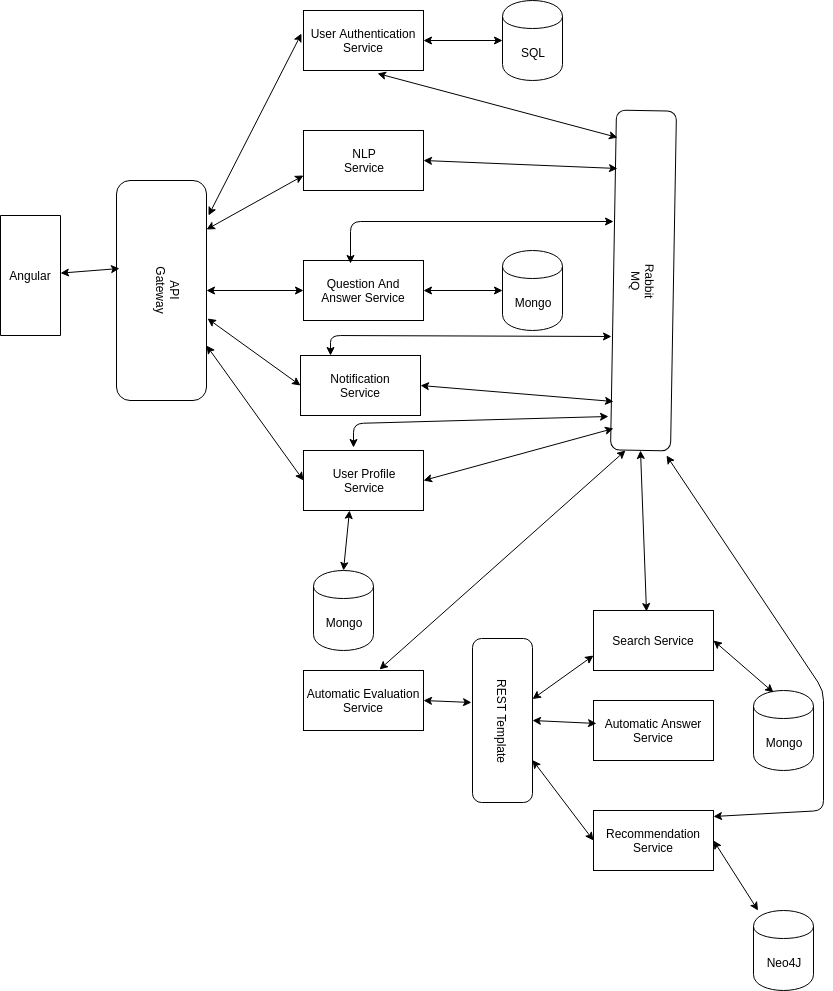 User Authentication
Service
SQL
NLP
Service
Angular
API
Gateway
Rabbit
MQ
Question And
Answer Service
Mongo
Notification
Service
User Profile
Service
Mongo
Search Service
Automatic Evaluation
Service
REST Template
Automatic Answer
Service
Mongo
Recommendation
Service
Neo4J